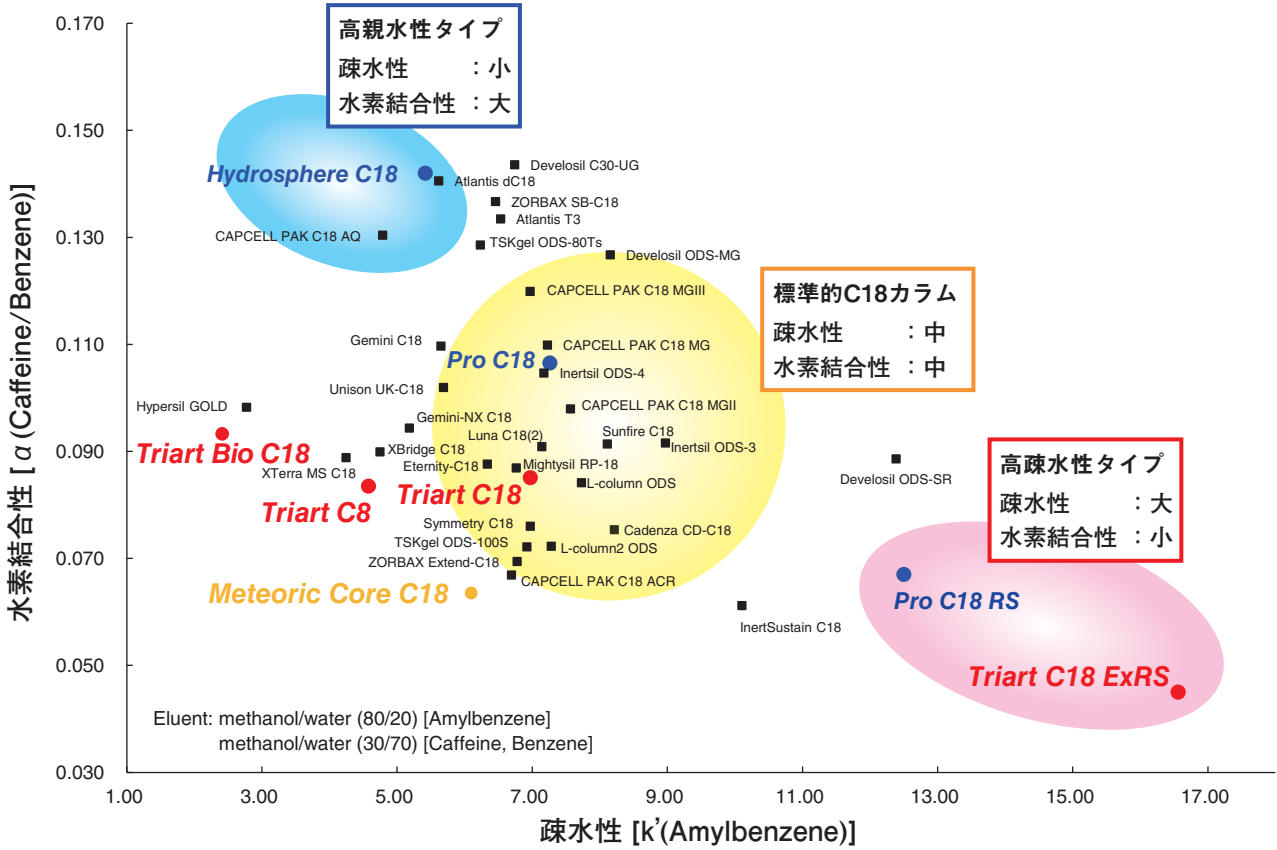 0.170
0.150
0.130
0.110
0.090
0.070
0.050
0.030
水素結合性 [α(Caffeine/Benzene)]
高親水性タイプ
疎水性 :小
水素結合性 :大
Hydrosphere C18
Develosil C30-UG
Atlantis dC18
ZORBAX SB-C18
Atlantis T3
CAPCELL PAK C18 AQ
TSKgel ODS-80Ts
Develosil ODS-MG
標準的C18カラム
疎水性 :中
水素結合性 :中
CAPCELL PAK C18 MGIII
Gemini C18
CAPCELL PAK C18 MG
Pro C18
Inertsil ODS-4
Unison UK-C18
Hypersil GOLD
CAPCELL PAK C18 MGII
Gemini-NX C18
Luna C18(2)
Sunfire C18
Inertsil ODS-3
Triart Bio C18
XBridge C18
XTerra MS C18
Eternity-C18
Mightysil RP-18
L-column ODS
Triart C18
Triart C8
Develosil ODS-SR
高疎水性タイプ
疎水性 :大
水素結合性 :小
Symmetry C18
Cadenza CD-C18
TSKgel ODS-100S
L-column2 ODS
ZORBAX Extend-C18
CAPCELL PAK C18 ACR
Meteoric Core C18
InertSustain C18
Pro C18 RS
Triart C18 ExRS
Eluent: methanol/water (80/20) [Amylbenzene]
methanol/water (30/70) [Caffeine, Benzene]
1.00
3.00
5.00
7.00
9.00
11.00
13.00
15.00
17.00
疎水性 [k'(Amylbenzene)]